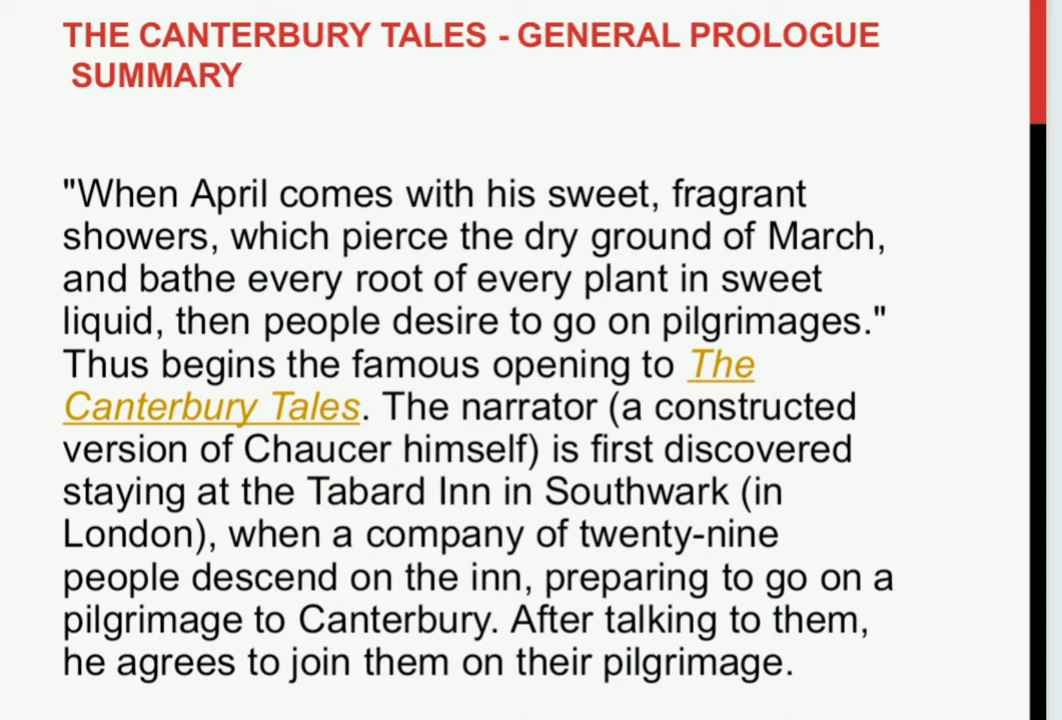 THE CANTERBURY TALES - GENERAL PROLOGUE
SUMMARY
"When April comes with his sweet, fragrant
showers, which pierce the dry ground of March,
and bathe every root of every plant in sweet
liquid, then people desire to go on pilgrimages."
Thus begins the famous opening to The
Canterbury Tales. The narrator (a constructed
version of Chaucer himself) is first discovered
staying at the Tabard Inn in Southwark (in
London), when a company of twenty-nine
people descend on the inn, preparing to go on a
pilgrimage to Canterbury. After talking to them,
he agrees to join them on their pilgrimage.